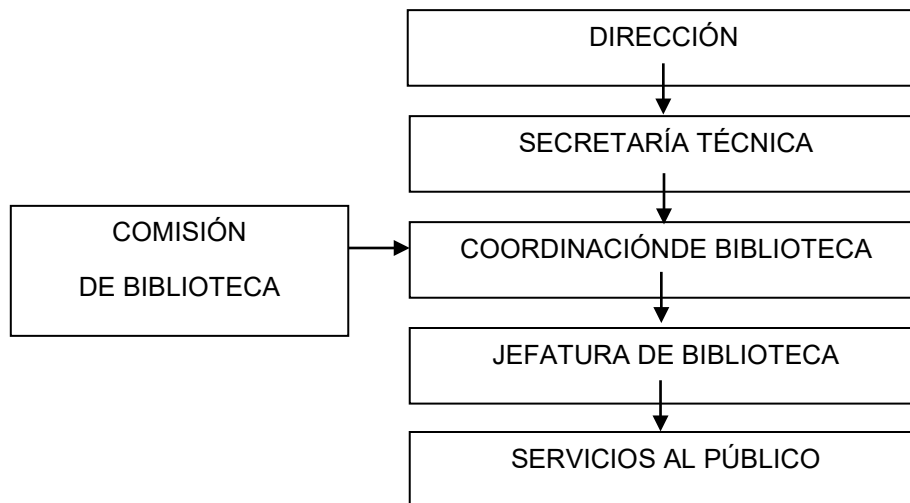 DIRECCIÓN
SECRETARÍA TÉCNICA
COMISIÓN
DE BIBLIOTECA
COORDINACIÓNDE BIBLIOTECA
JEFATURA DE BIBLIOTECA
SERVICIOS AL PÚBLICO